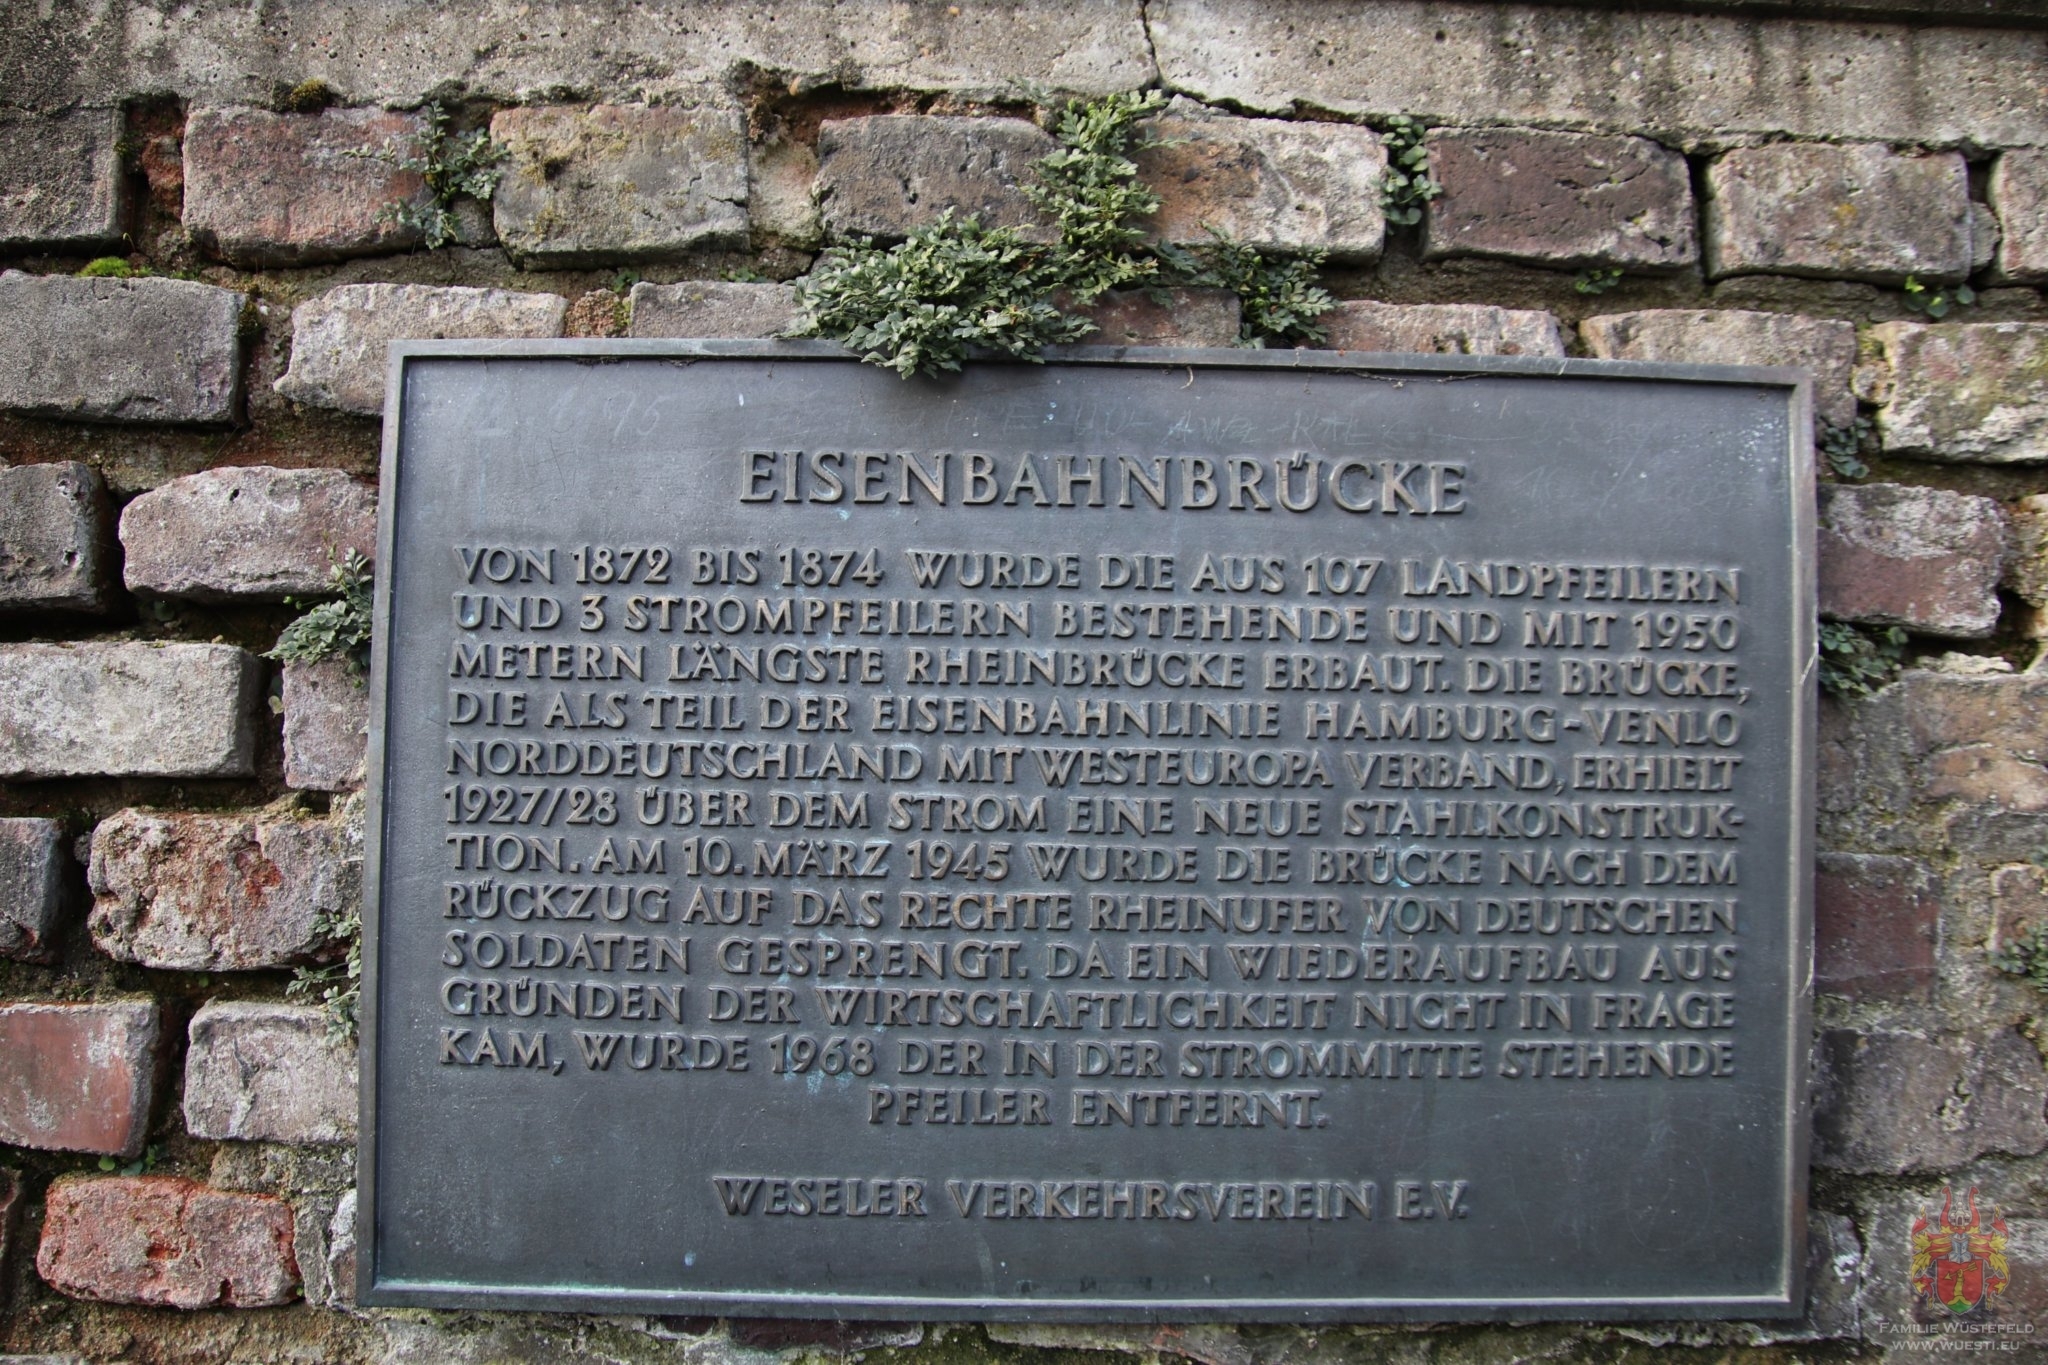 EISENBAHNBRÜCKE
VON 1872 BIS 1874 WURDE DIE AUS 107 LANDPFEILERN
UND 3 STROMPFEILERN BESTEHENDE UND MIT 1950
METERN LÄNGSTE RHEINBRÜCKE ERBAUT. DIE BRÜCKE,
DIE ALS TEIL DER EISENBAHNLINIE HAMBURG-VENLO
NORDDEUTSCHLAND MIT WESTEUROPA VERBAND, ERHIELT
1927/28 ÜBER DEM STROM EINE NEUE STAHLKONSTRUK-
TION. AM 10. MÄRZ 1945 WURDE DIE BRÜCKE NACH DEM
RÜCKZUG AUF DAS RECHTE RHEINUFER VON DEUTSCHEN
SOLDATEN GESPRENGT. DA EIN WIEDERAUFBAU AUS
GRÜNDEN DER WIRTSCHAFTLICHKEIT NICHT IN FRAGE
KAM, WURDE 1968 DER IN DER STROMMITTE STEHENDE
PFEILER ENTFERNT.
WESELER VERKEHRSVEREIN E.V.
FAMILIE WÜSTEFELD
WWW.WUESTI.EU